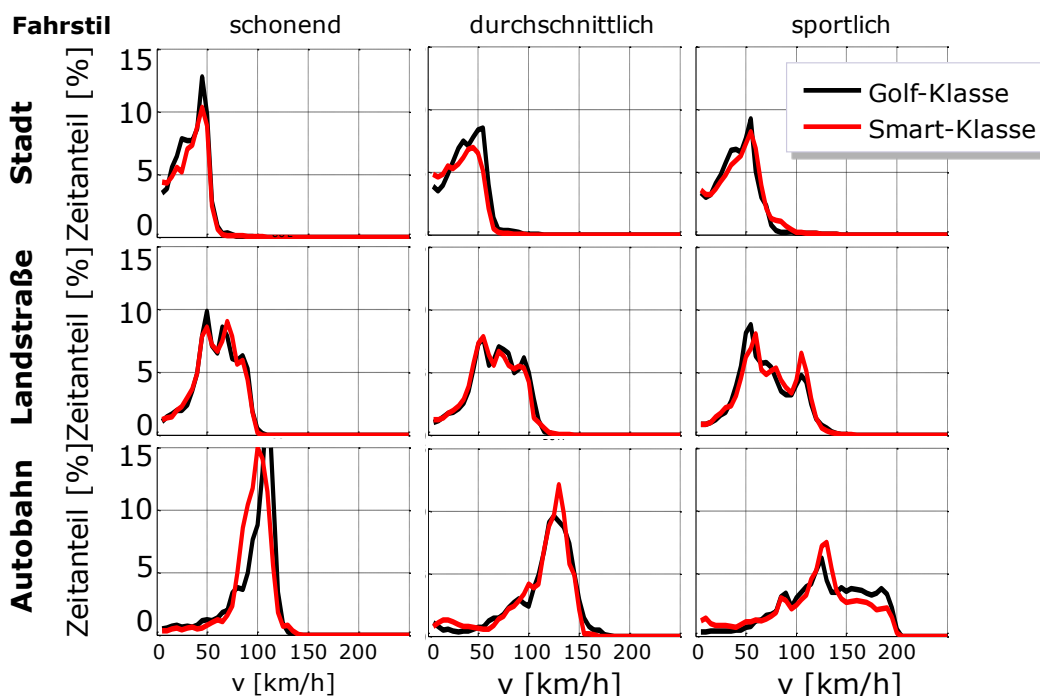 Fahrstil schonend durchschnittlich sportlich
Golf-Klasse
Smart-Klasse
Stadt
Zeitanteil [%]
15
10
5
0
Landstraße
Zeitanteil [%]
15
10
5
0
Autobahn
Zeitanteil [%]
15
10
5
0
0 50 100 150 200 0 50 100 150 200 0 50 100 150 200
v [km/h] v [km/h] v [km/h]